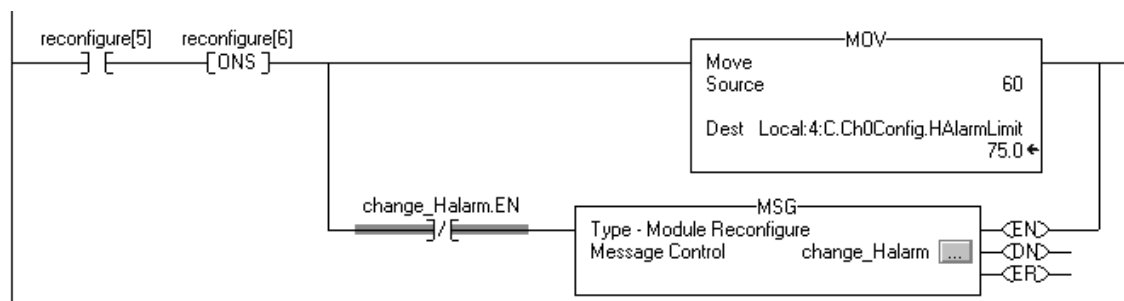 reconfigure[5] reconfigure[6]
ONS
MOV
Move
Source 60
Dest Local:4:C.Ch0Config.HAlarmLimit
75.0
change_Halarm.EN
MSG
Type - Module Reconfigure
Message Control change_Halarm ...
EN
DN
ER